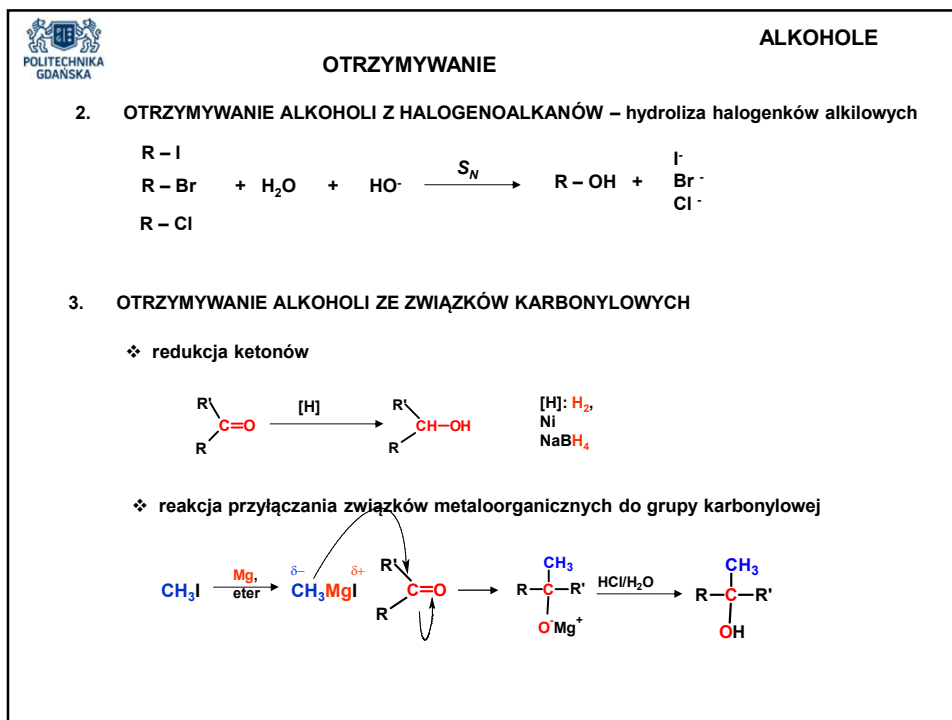 POLITECHNIKA
GDAŃSKA
ALKOHOLE
OTRZYMYWANIE
2. OTRZYMYWANIE ALKOHOLI Z HALOGENOALKANÓW – hydroliza halogenków alkilowych
R – I
R – Br + H₂O + HO⁻ S_N R – OH + I⁻
Br⁻
R – Cl Cl⁻
3. OTRZYMYWANIE ALKOHOLI ZE ZWIĄZKÓW KARBONYLOWYCH
❖ redukcja ketonów
R' C=O R [H] R' CH—OH R
[H]: H₂,
Ni
NaBH₄
❖ reakcja przyłączania związków metaloorganicznych do grupy karbonylowej
CH₃I Mg, eter δ− δ+ CH₃MgI R' C=O R CH₃ R—C—R' O⁻Mg⁺ HCl/H₂O CH₃ R—C—R' OH